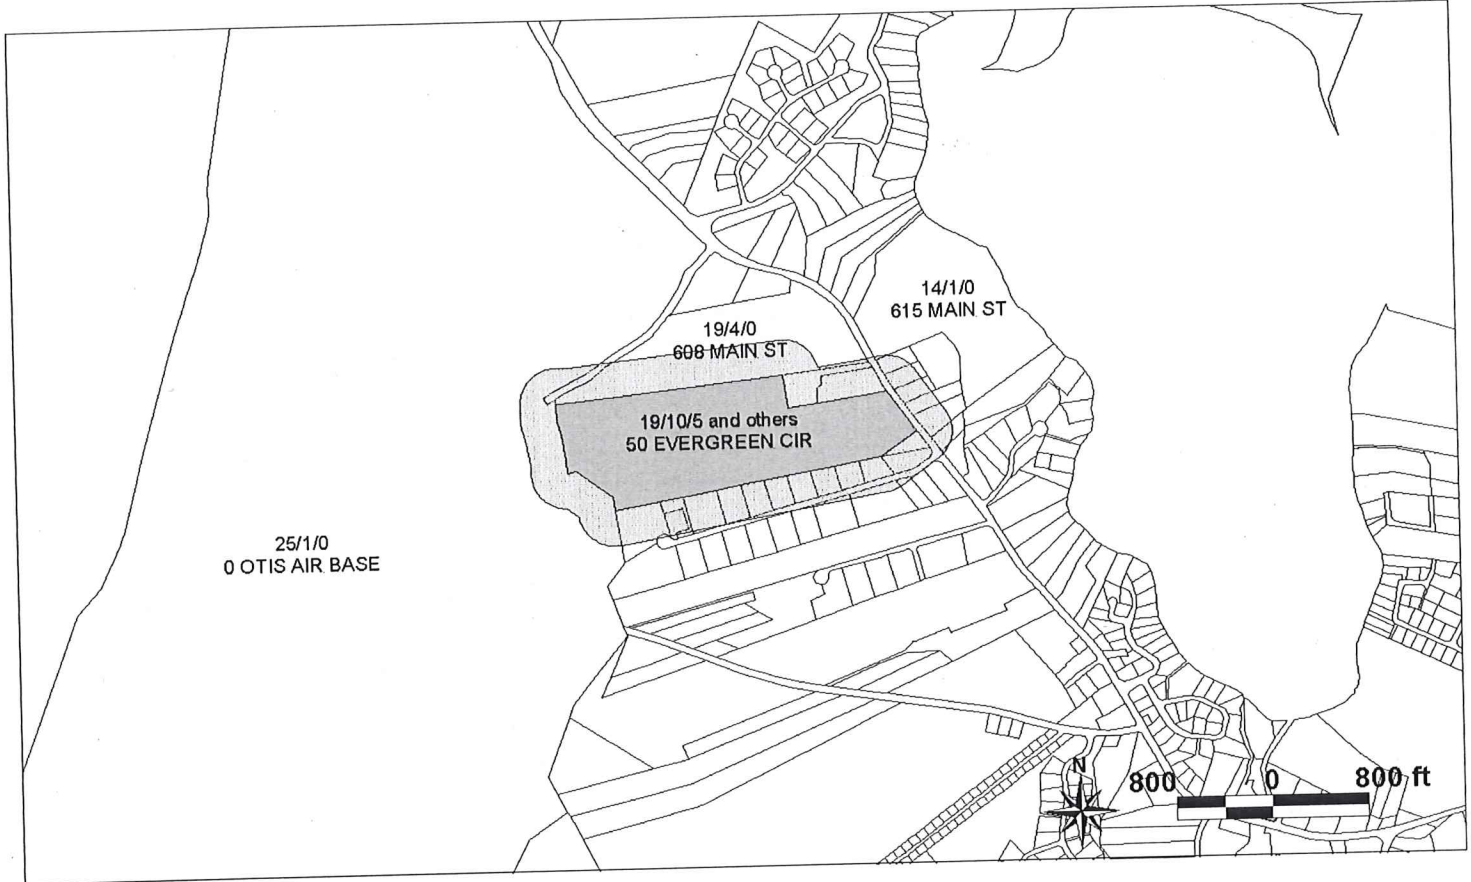 14/1/0
615 MAIN ST
19/4/0
608 MAIN ST
19/10/5 and others
50 EVERGREEN CIR
25/1/0
0 OTIS AIR BASE
N
800 0 800 ft